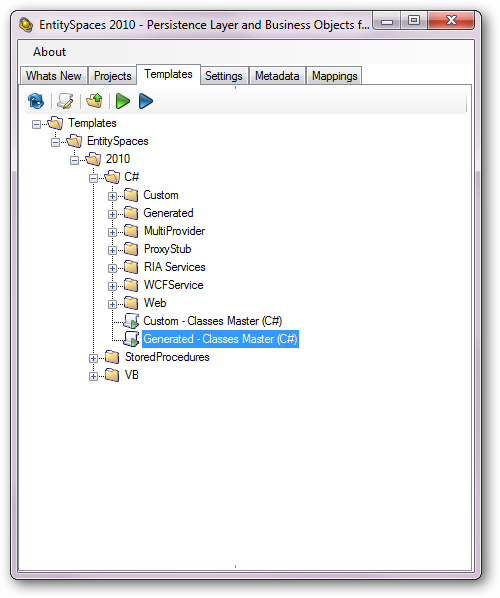 EntitySpaces 2010 - Persistence Layer and Business Objects f...
About
Whats New Projects Templates Settings Metadata Mappings
Templates
EntitySpaces
2010
C#
Custom
Generated
MultiProvider
ProxyStub
RIA Services
WCFService
Web
Custom - Classes Master (C#)
Generated - Classes Master (C#)
StoredProcedures
VB